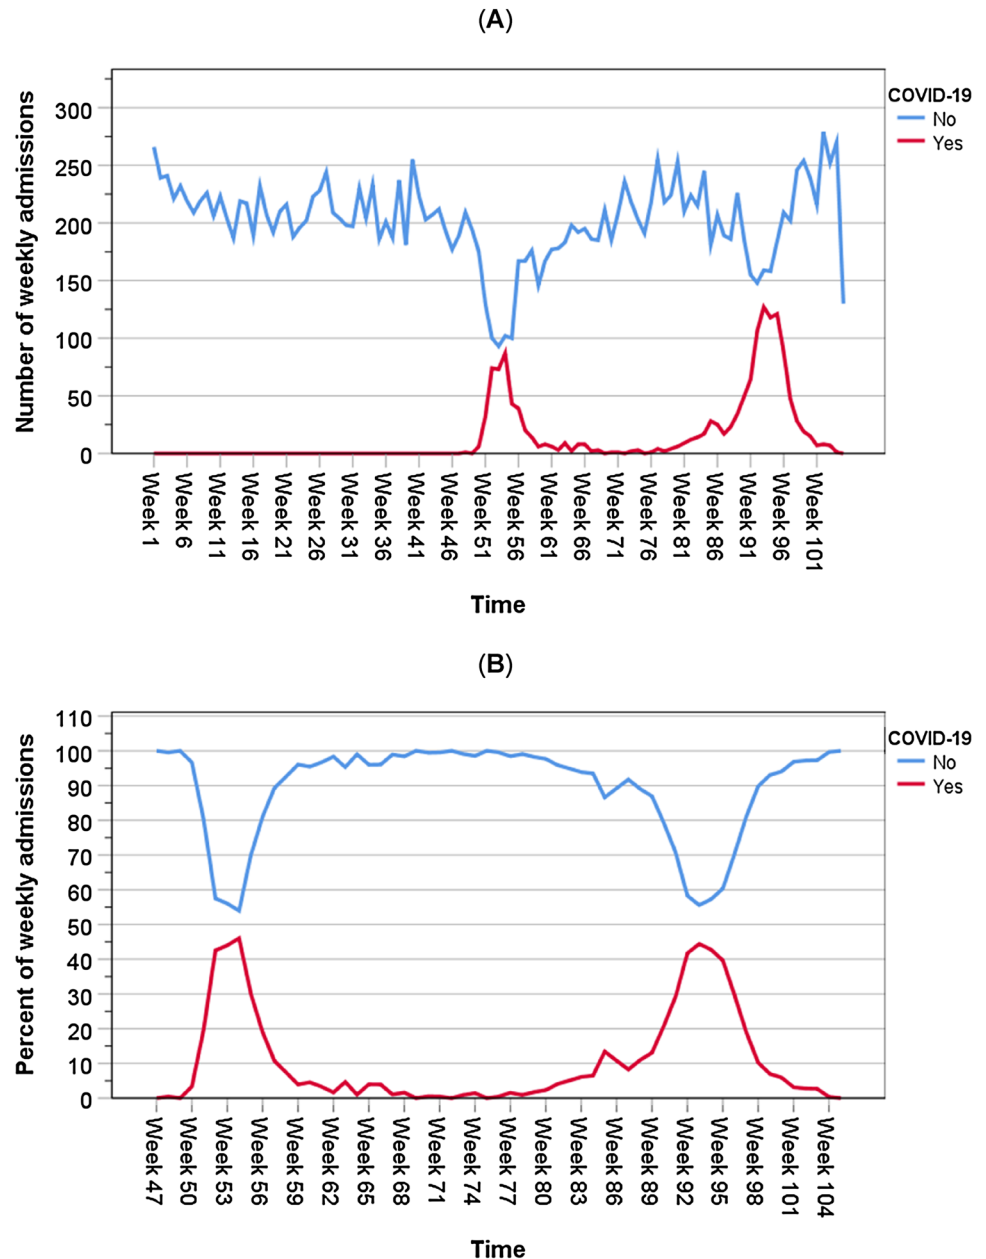 (A)
Number of weekly admissions
300
250
200
150
100
50
0
COVID-19
No
Yes
Week 1
Week 6
Week 11
Week 16
Week 21
Week 26
Week 31
Week 36
Week 41
Week 46
Week 51
Week 56
Week 61
Week 66
Week 71
Week 76
Week 81
Week 86
Week 91
Week 96
Week 101
Time
(B)
Percent of weekly admissions
110
100
90
80
70
60
50
40
30
20
10
0
COVID-19
No
Yes
Week 47
Week 50
Week 53
Week 56
Week 59
Week 62
Week 65
Week 68
Week 71
Week 74
Week 77
Week 80
Week 83
Week 86
Week 89
Week 92
Week 95
Week 98
Week 101
Week 104
Time